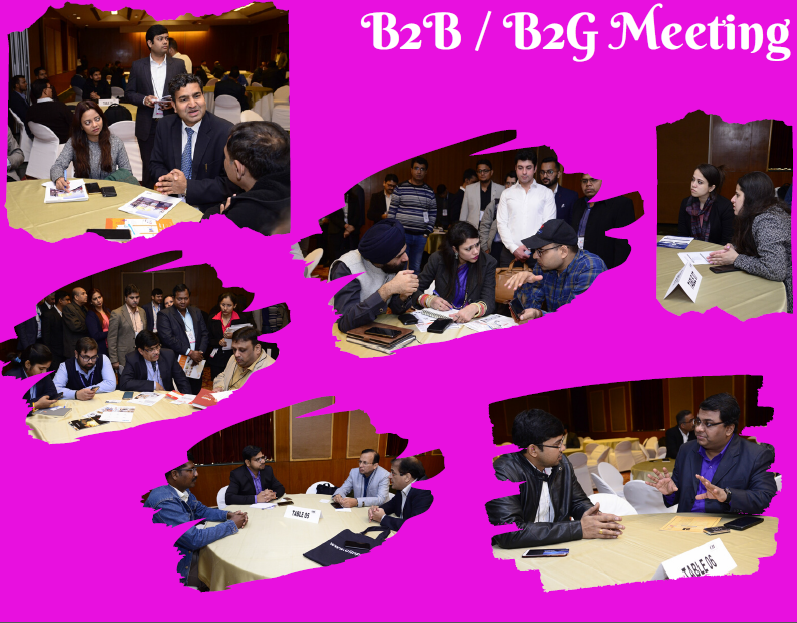 B2B / B2G Meeting
TABLE 05
TABLE 06